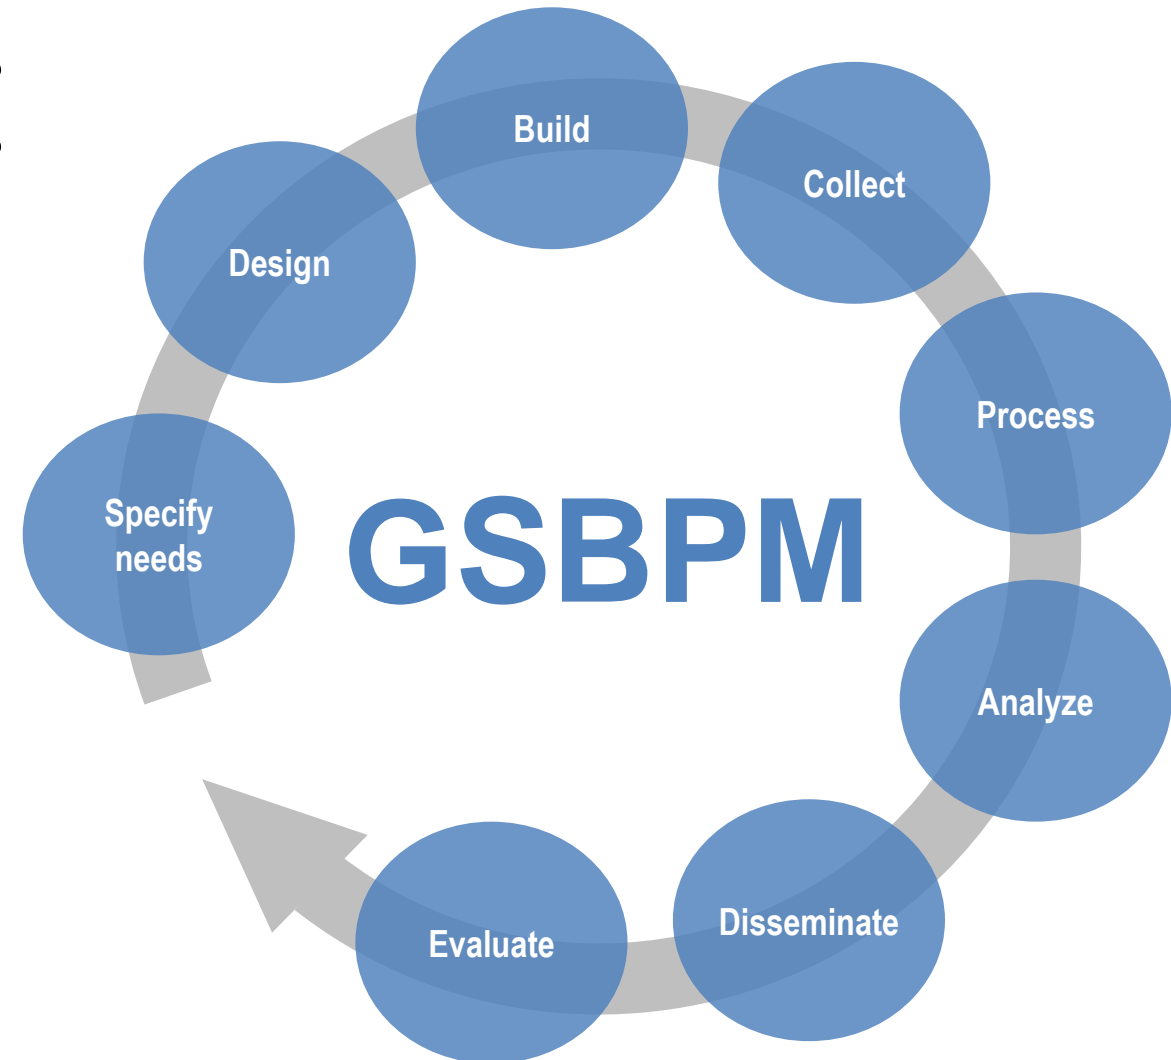 Build
Collect
Design
Process
Specify
needs
GSBPM
Analyze
Disseminate
Evaluate